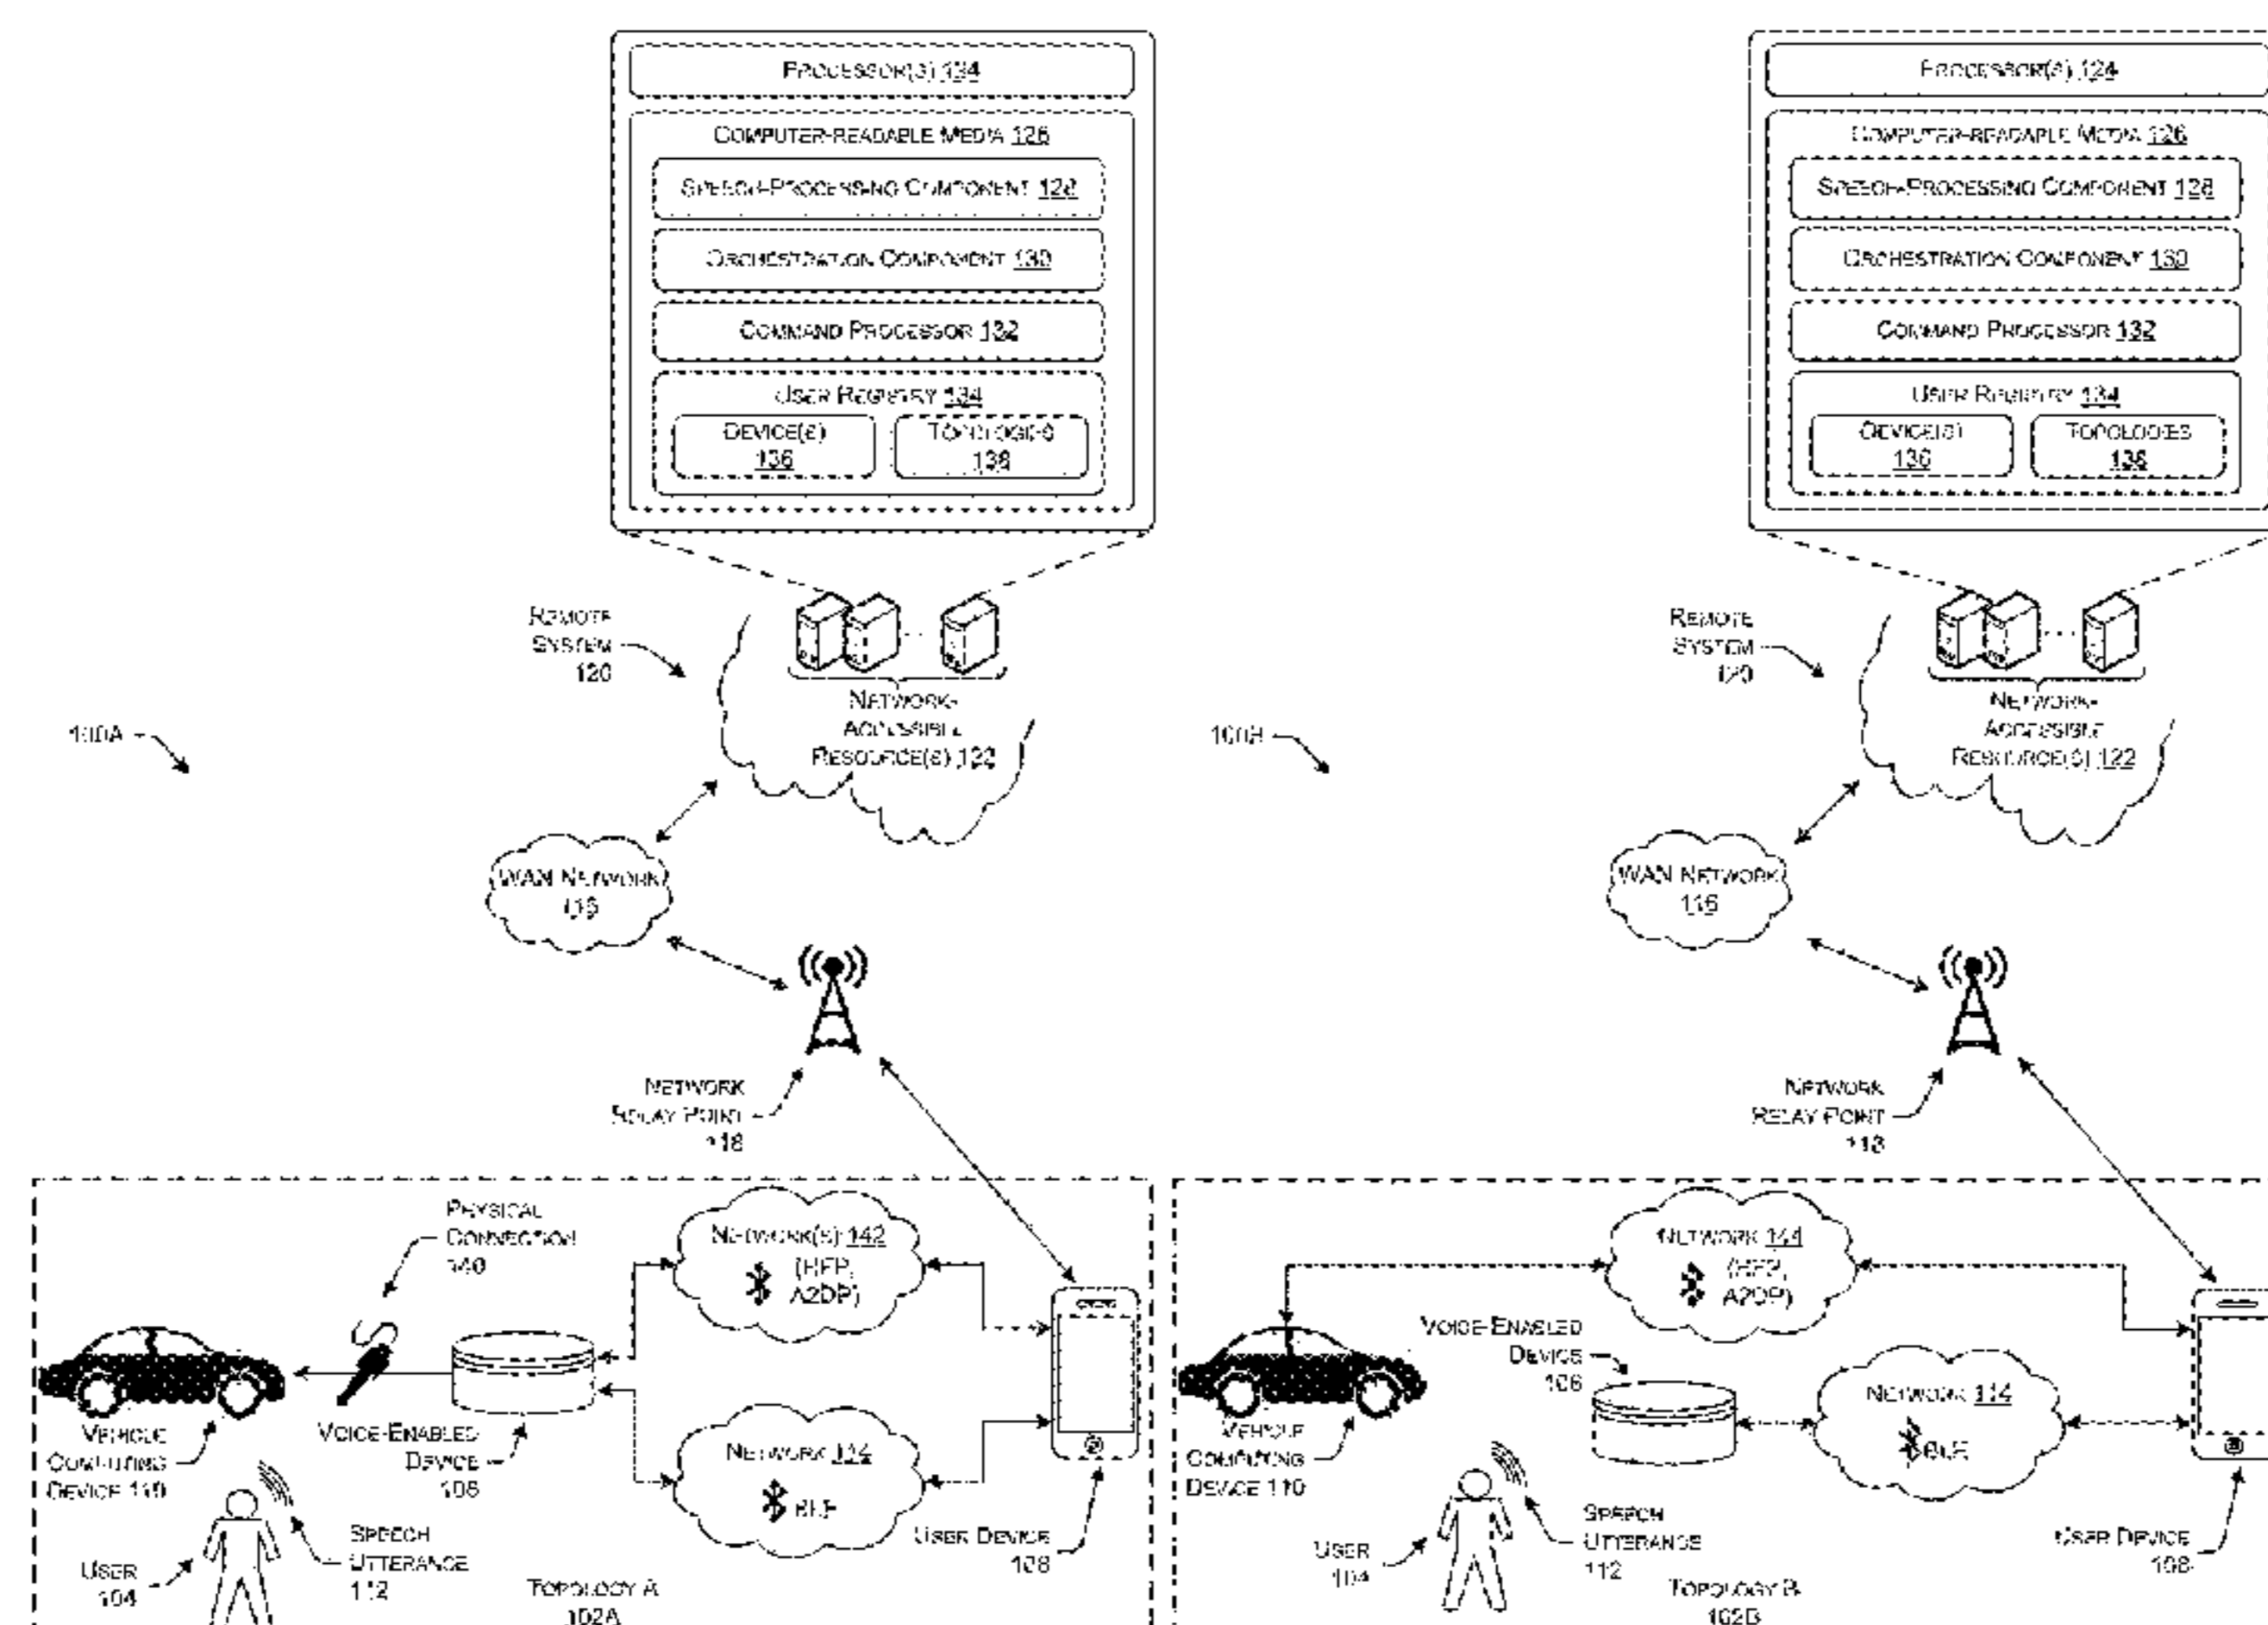 PROCESSOR(S) 124
COMPUTER-READABLE MEDIA 126
SPEECH-PROCESSING COMPONENT 128
ORCHESTRATION COMPONENT 130
COMMAND PROCESSOR 132
USER REGISTRY 134
DEVICE(S)
136
TOPOLOGIES
138
REMOTE
SYSTEM
120
NETWORK-
ACCESSIBLE
RESOURCE(S) 122
100A
WAN NETWORK
116
NETWORK
RELAY POINT
118
PHYSICAL
CONNECTION
140
NETWORK(S) 142
(HFP,
A2DP)
VEHICLE
COMPUTING
DEVICE 110
VOICE-ENABLED
DEVICE
106
NETWORK 114
BLE
USER DEVICE
108
USER
104
SPEECH
UTTERANCE
112
TOPOLOGY A
102A
PROCESSOR(S) 124
COMPUTER-READABLE MEDIA 126
SPEECH-PROCESSING COMPONENT 128
ORCHESTRATION COMPONENT 130
COMMAND PROCESSOR 132
USER REGISTRY 134
DEVICE(S)
136
TOPOLOGIES
138
REMOTE
SYSTEM
120
NETWORK-
ACCESSIBLE
RESOURCE(S) 122
100B
WAN NETWORK
116
NETWORK
RELAY POINT
118
NETWORK 144
(HFP,
A2DP)
VOICE-ENABLED
DEVICE
106
VEHICLE
COMPUTING
DEVICE 110
NETWORK 114
BLE
USER DEVICE
108
USER
104
SPEECH
UTTERANCE
112
TOPOLOGY B
102B